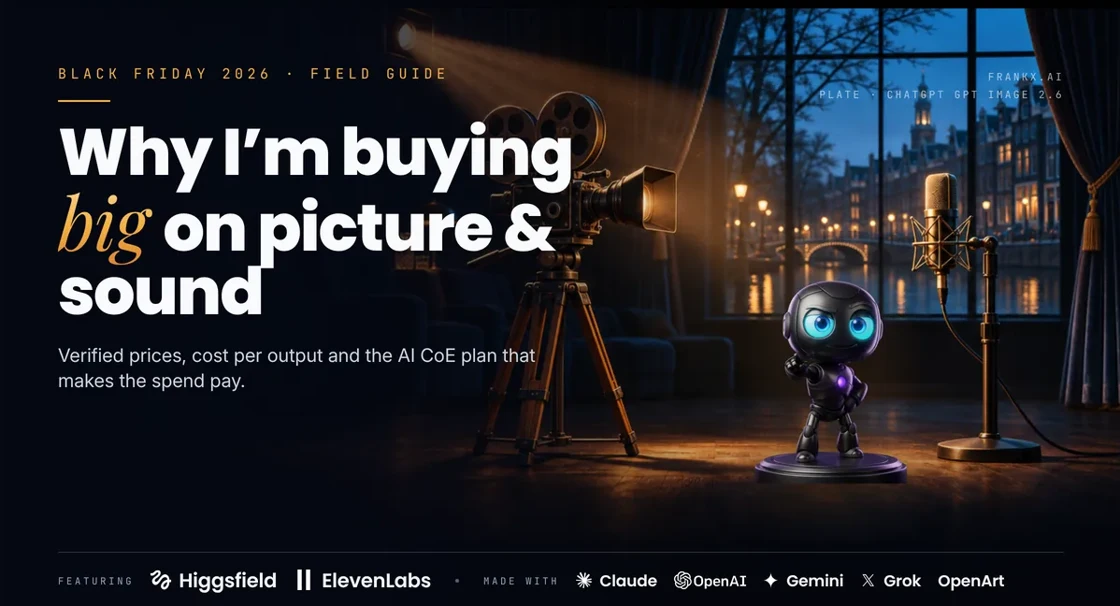 BLACK FRIDAY 2026 · FIELD GUIDE
FRANKX.AI
PLATE · CHATGPT GPT IMAGE 2.6
Why I’m buying
big on picture &
sound
Verified prices, cost per output and the AI CoE plan that
makes the spend pay.
FEATURING Higgsfield ElevenLabs · MADE WITH Claude OpenAI Gemini Grok OpenArt